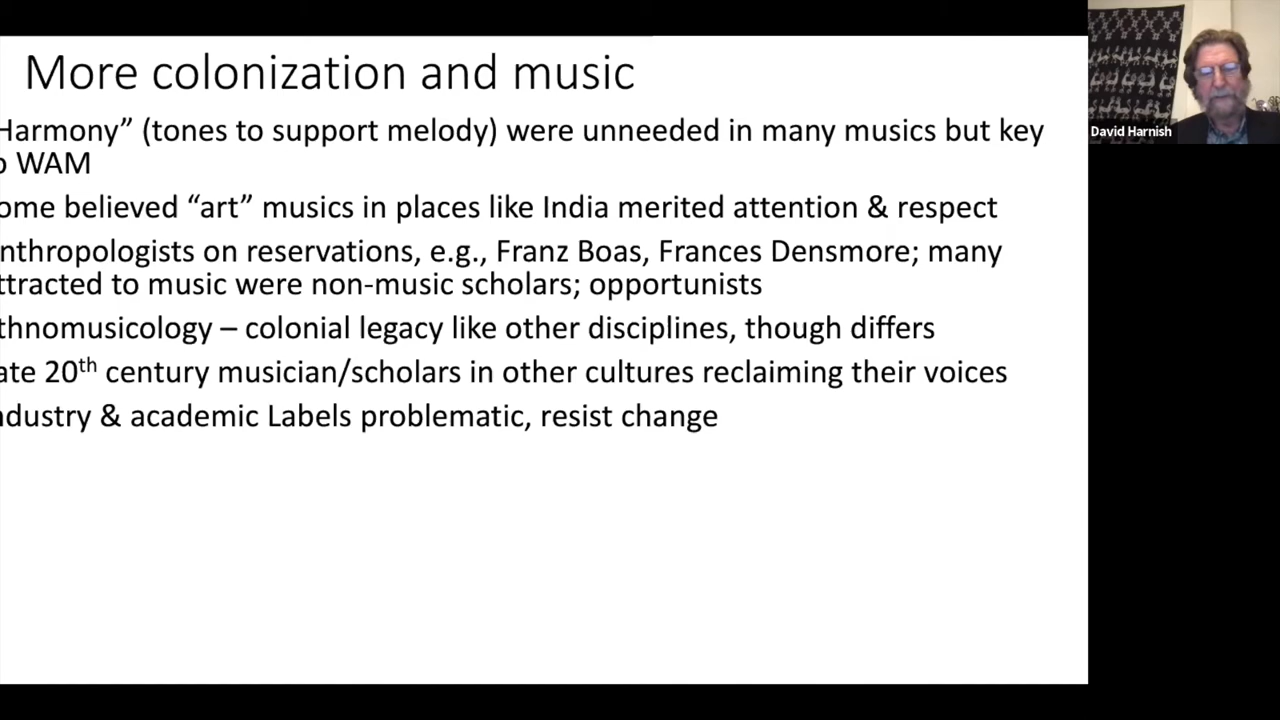 More colonization and music
Harmony” (tones to support melody) were unneeded in many musics but key
o WAM
ome believed “art” musics in places like India merited attention & respect
nthropologists on reservations, e.g., Franz Boas, Frances Densmore; many
ttracted to music were non-music scholars; opportunists
thnomusicology – colonial legacy like other disciplines, though differs
ate 20th century musician/scholars in other cultures reclaiming their voices
ndustry & academic Labels problematic, resist change
David Harnish